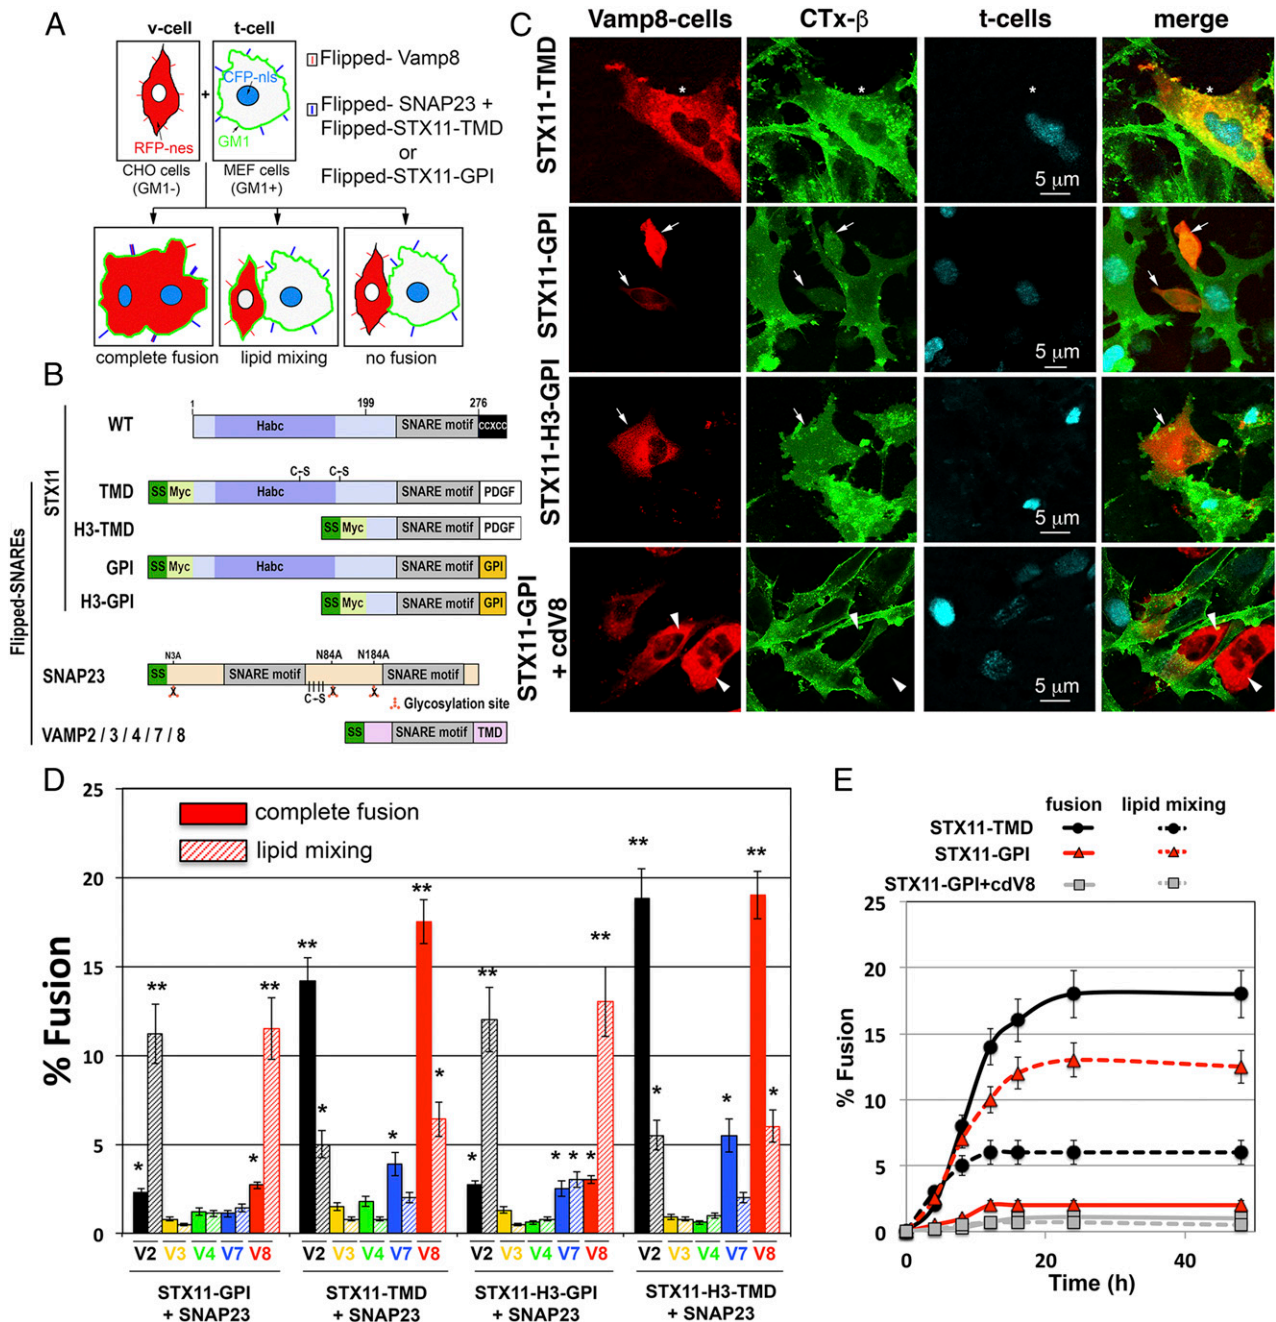 A
v-cell
t-cell
CFP-nls
+
RFP-nes
GM1
CHO cells
(GM1-)
MEF cells
(GM1+)
Flipped- Vamp8
Flipped- SNAP23 +
Flipped-STX11-TMD
or
Flipped-STX11-GPI
complete fusion
lipid mixing
no fusion
B
Flipped-SNAREs
STX11
1
199
276
WT
Habc
SNARE motif
CCXCC
C-S
C-S
TMD
SS
Myc
Habc
SNARE motif
PDGF
H3-TMD
SS
Myc
SNARE motif
PDGF
GPI
SS
Myc
Habc
SNARE motif
GPI
H3-GPI
SS
Myc
SNARE motif
GPI
N3A
N84A
N184A
SNAP23
SS
SNARE motif
SNARE motif
C-S
Glycosylation site
VAMP2 / 3 / 4 / 7 / 8
SS
SNARE motif
TMD
C
Vamp8-cells
CTx-β
t-cells
merge
STX11-TMD
*
*
*
*
5 μm
5 μm
STX11-GPI
5 μm
5 μm
STX11-H3-GPI
5 μm
5 μm
STX11-GPI
+ cdV8
5 μm
5 μm
D
% Fusion
25
20
15
10
5
0
complete fusion
lipid mixing
*
**
*
**
**
*
*
**
*
*
**
*
*
*
**
**
*
*
**
*
V2
V3
V4
V7
V8
V2
V3
V4
V7
V8
V2
V3
V4
V7
V8
V2
V3
V4
V7
V8
STX11-GPI
+ SNAP23
STX11-TMD
+ SNAP23
STX11-H3-GPI
+ SNAP23
STX11-H3-TMD
+ SNAP23
E
fusion
lipid mixing
STX11-TMD
STX11-GPI
STX11-GPI+cdV8
% Fusion
25
20
15
10
5
0
0
20
40
Time (h)